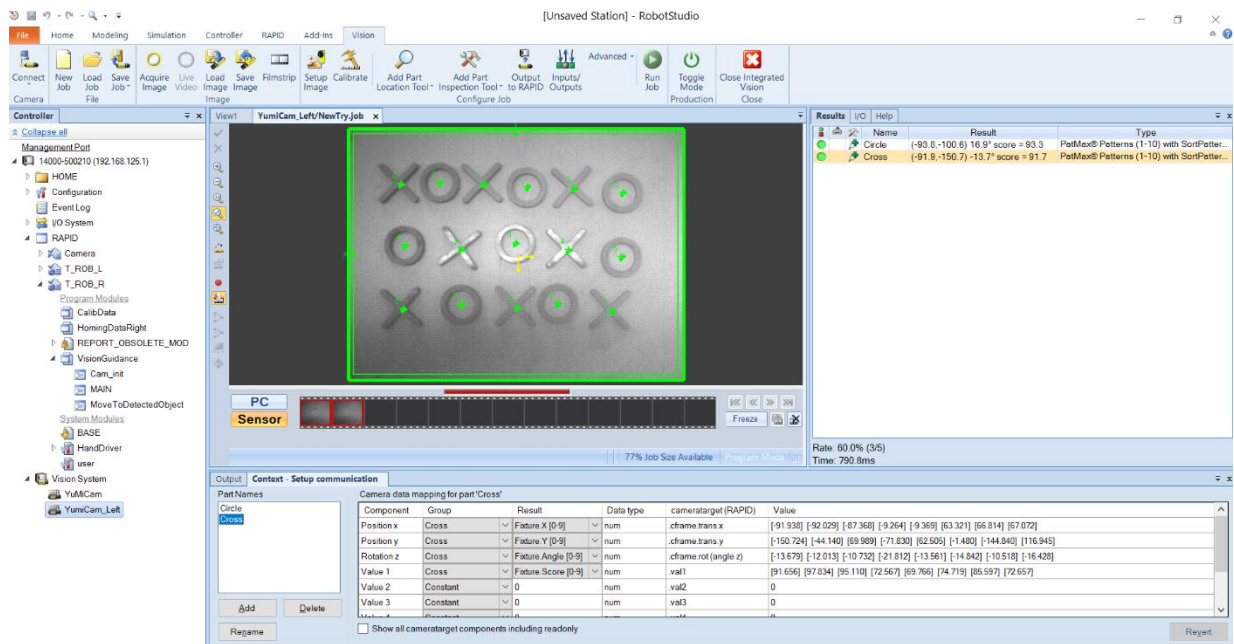 [Unsaved Station] - RobotStudio
File Home Modeling Simulation Controller RAPID Add-Ins Vision
Connect New Job Load Job Save Job Acquire Image Live Video Load Image Save Image Filmstrip Setup Image Calibrate Add Part Location Tool Add Part Inspection Tool Output to RAPID Inputs/ Outputs Advanced Run Job Toggle Mode Close Integrated Vision
Camera File Image Configure Job Production Close
Controller
Collapse all
Management Port
14000-500210 (192.168.125.1)
HOME
Configuration
Event Log
I/O System
RAPID
Camera
T_ROB_L
T_ROB_R
Program Modules
CalibData
HomingDataRight
REPORT_OBSOLETE_MOD
VisionGuidance
Cam_init
MAIN
MoveToDetectedObject
System Modules
BASE
HandDriver
user
Vision System
YuMiCam
YumiCam_Left
View1 YumiCam_Left/NewTry.job
PC
Sensor
Freeze
77% Job Size Available Program Mode
Results I/O Help
Name Result Type
Circle (-93.8,-100.6) 16.9° score = 93.3 PatMax® Patterns (1-10) with SortPatter...
Cross (-91.9,-150.7) -13.7° score = 91.7 PatMax® Patterns (1-10) with SortPatter...
Rate: 60.0% (3/5)
Time: 790.8ms
Output Context - Setup communication
Part Names
Circle
Cross
Add Delete
Rename
Camera data mapping for part 'Cross'
Component Group Result Data type cameratarget (RAPID) Value
Position x Cross Fixture.X [0-9] num .cframe.trans.x [-91.938] [-92.029] [-87.368] [-9.264] [-9.369] [63.321] [66.814] [67.072]
Position y Cross Fixture.Y [0-9] num .cframe.trans.y [-150.724] [-44.140] [69.989] [-71.830] [62.505] [-1.480] [-144.840] [116.945]
Rotation z Cross Fixture.Angle [0-9] num .cframe.rot (angle z) [-13.679] [-12.013] [-10.732] [-21.812] [-13.561] [-14.842] [-10.518] [-16.428]
Value 1 Cross Fixture.Score [0-9] num .val1 [91.656] [97.834] [95.110] [72.567] [69.766] [74.719] [85.597] [72.657]
Value 2 Constant 0 num .val2 0
Value 3 Constant 0 num .val3 0
Show all cameratarget components including readonly
Revert